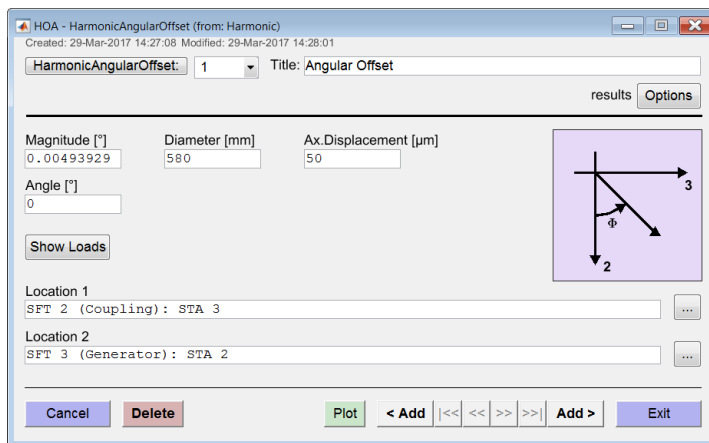 HOA - HarmonicAngularOffset (from: Harmonic)
Created: 29-Mar-2017 14:27:08 Modified: 29-Mar-2017 14:28:01
HarmonicAngularOffset: 1 Title: Angular Offset
results Options
Magnitude [°] Diameter [mm] Ax.Displacement [µm]
0.00493929 580 50
Angle [°]
0
3
Φ
2
Show Loads
Location 1
SFT 2 (Coupling): STA 3 ...
Location 2
SFT 3 (Generator): STA 2 ...
Cancel Delete Plot < Add |<< << >> >>| Add > Exit